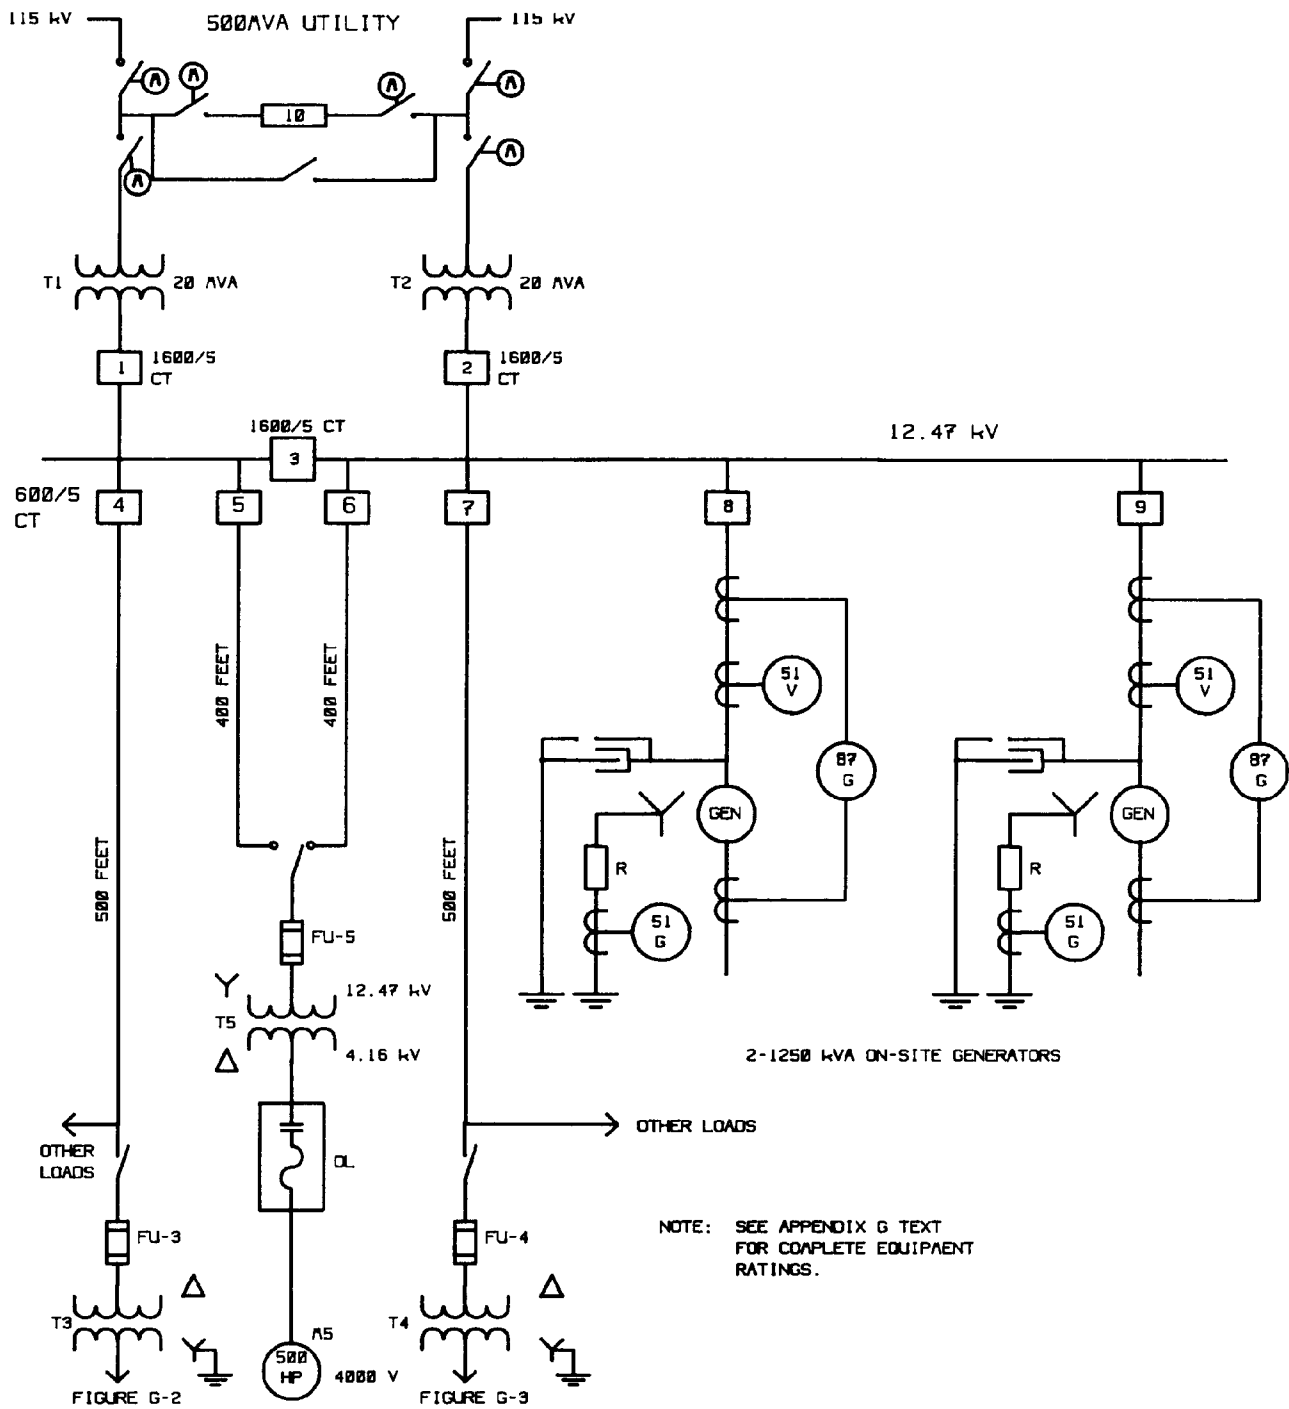 115 kV
500MVA UTILITY
115 kV
M
M
M
M
10
M
M
T1
20 MVA
T2
20 MVA
1
1600/5
CT
2
1600/5
CT
1600/5 CT
3
12.47 kV
600/5
CT
4
5
6
7
8
9
400 FEET
400 FEET
51
V
51
V
87
G
87
G
GEN
GEN
500 FEET
500 FEET
R
R
51
G
51
G
FU-5
12.47 kV
T5
4.16 kV
2-1250 kVA ON-SITE GENERATORS
OTHER
LOADS
OL
OTHER LOADS
FU-3
FU-4
NOTE: SEE APPENDIX G TEXT
FOR COMPLETE EQUIPMENT
RATINGS.
T3
M5
T4
500
HP
4000 V
FIGURE G-2
FIGURE G-3